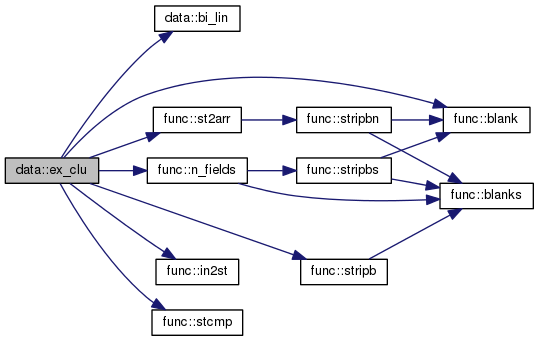 data::bi_lin
func::st2arr
func::stripbn
func::blank
data::ex_clu
func::n_fields
func::stripbs
func::blanks
func::in2st
func::stripb
func::stcmp